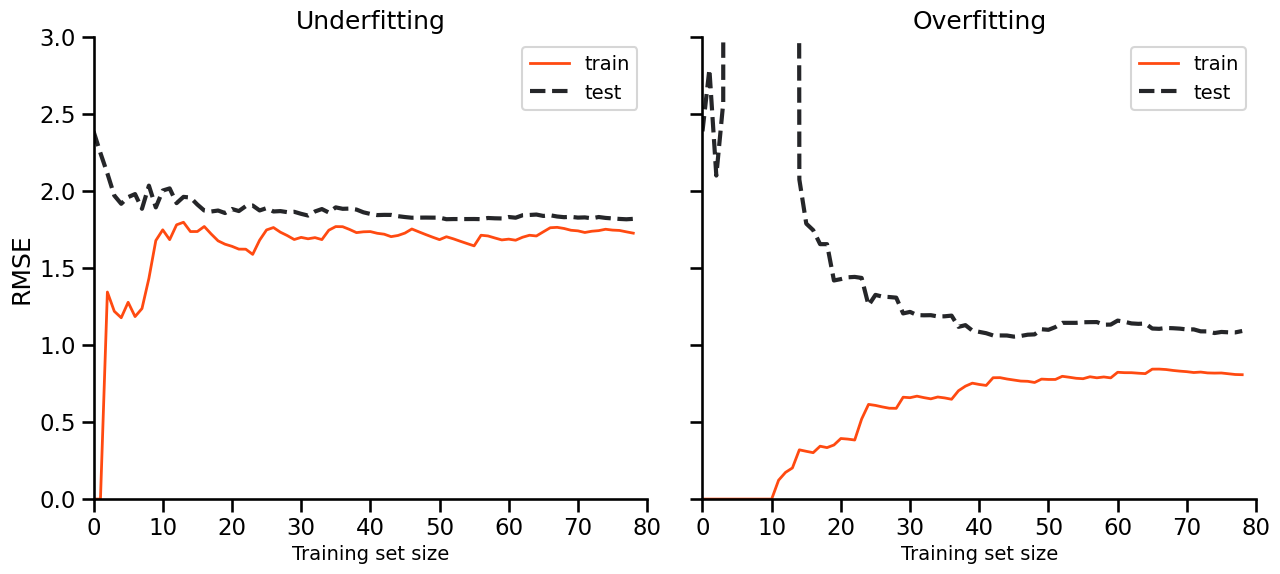 Underfitting
3.0
2.5
2.0
1.5
1.0
0.5
0.0
RMSE
train
test
0 10 20 30 40 50 60 70 80
Training set size
Overfitting
train
test
0 10 20 30 40 50 60 70 80
Training set size